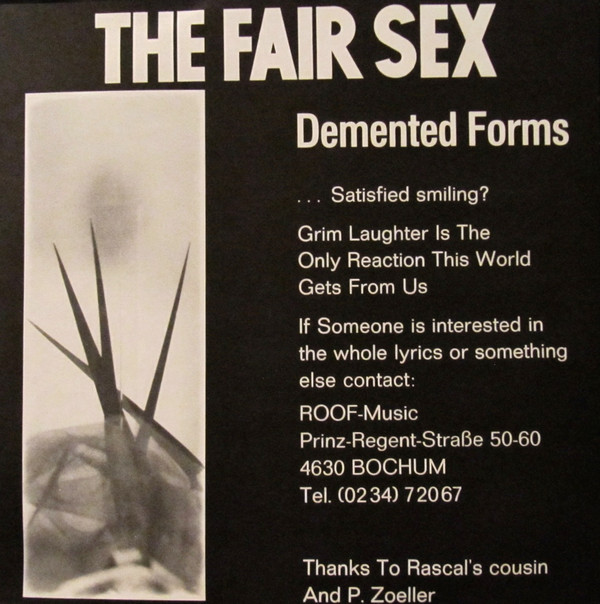 THE FAIR SEX
Demented Forms
... Satisfied smiling?
Grim Laughter Is The
Only Reaction This World
Gets From Us
If Someone is interested in
the whole lyrics or something
else contact:
ROOF-Music
Prinz-Regent-Straße 50-60
4630 BOCHUM
Tel. (0234) 72067
Thanks To Rascal's cousin
And P. Zoeller